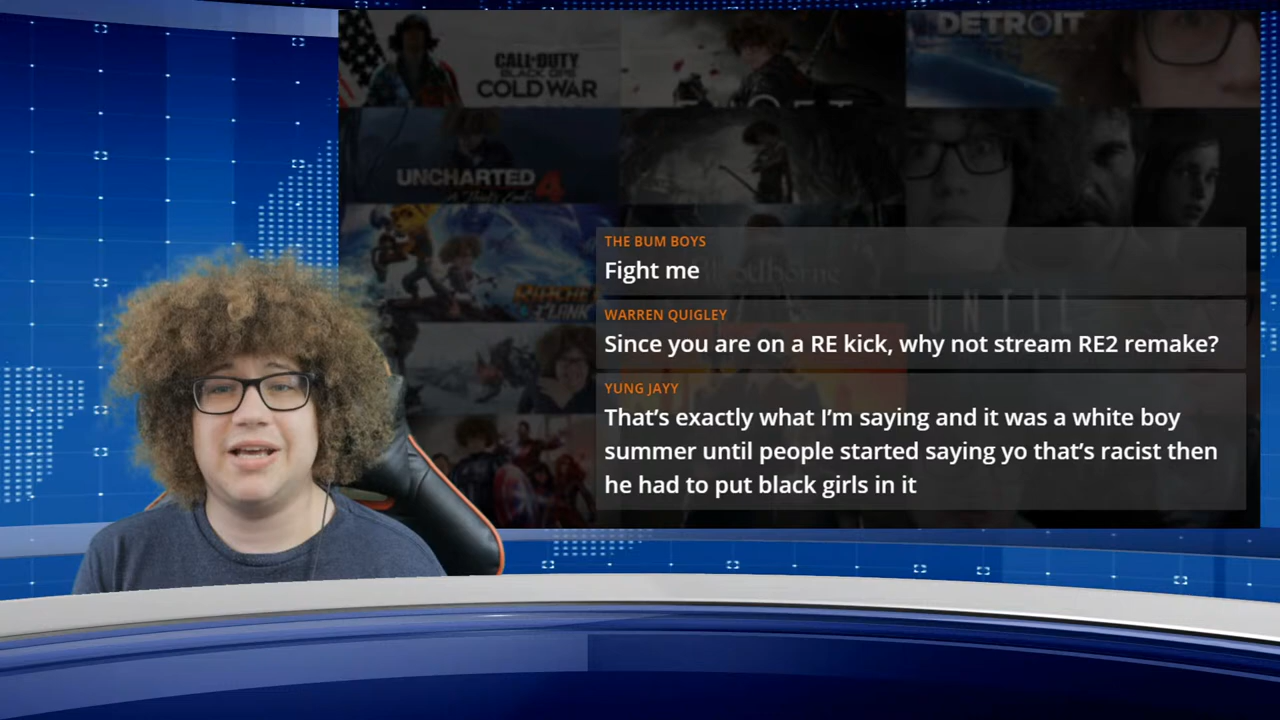 DETROIT
CALL OF DUTY
BLACK OPS
COLD WAR
UNCHARTED 4
THE BUM BOYS
Fight me
WARREN QUIGLEY
UNTIL
Since you are on a RE kick, why not stream RE2 remake?
YUNG JAYY
That’s exactly what I’m saying and it was a white boy
summer until people started saying yo that’s racist then
he had to put black girls in it